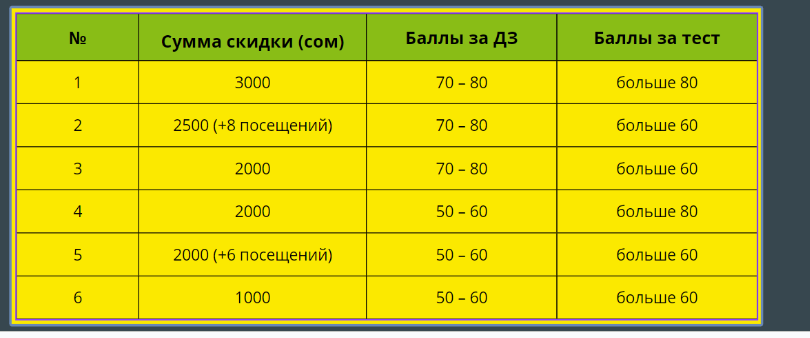 № Сумма скидки (сом) Баллы за ДЗ Баллы за тест
1 3000 70 – 80 больше 80
2 2500 (+8 посещений) 70 – 80 больше 60
3 2000 70 – 80 больше 60
4 2000 50 – 60 больше 80
5 2000 (+6 посещений) 50 – 60 больше 60
6 1000 50 – 60 больше 60